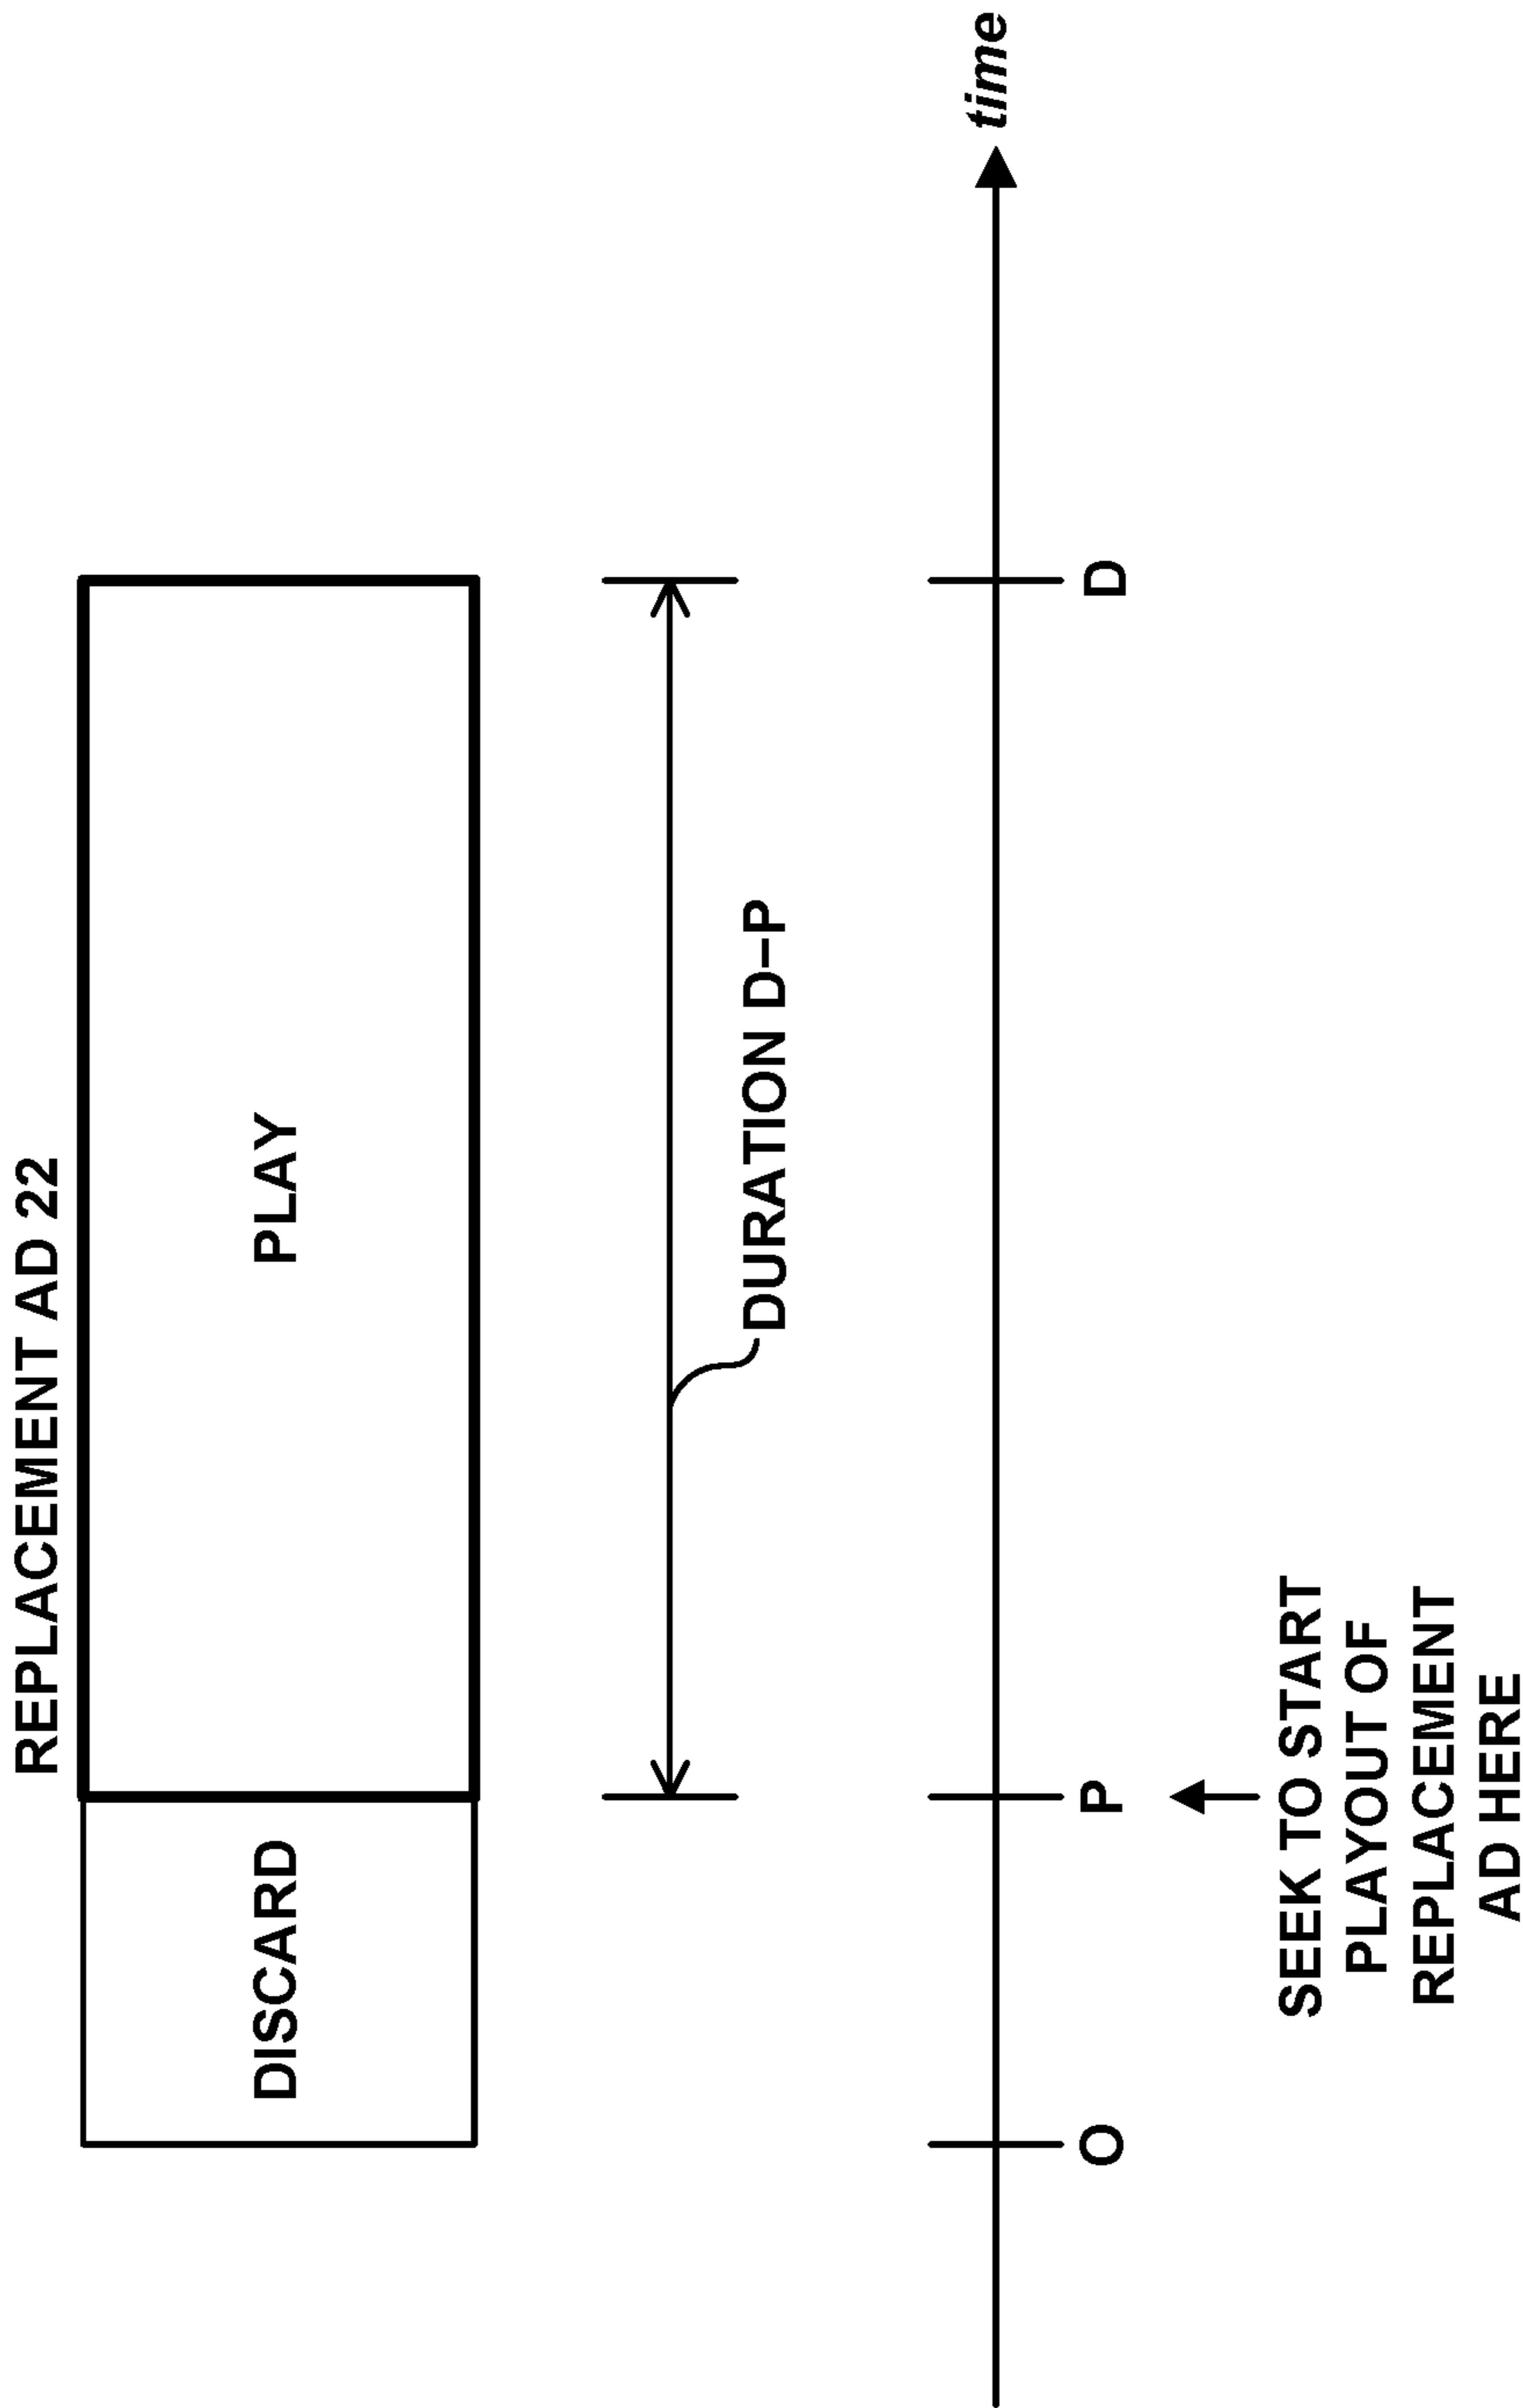 REPLACEMENT AD 22
DISCARD
PLAY
DURATION D–P
time
O
P
D
SEEK TO START
PLAYOUT OF
REPLACEMENT
AD HERE